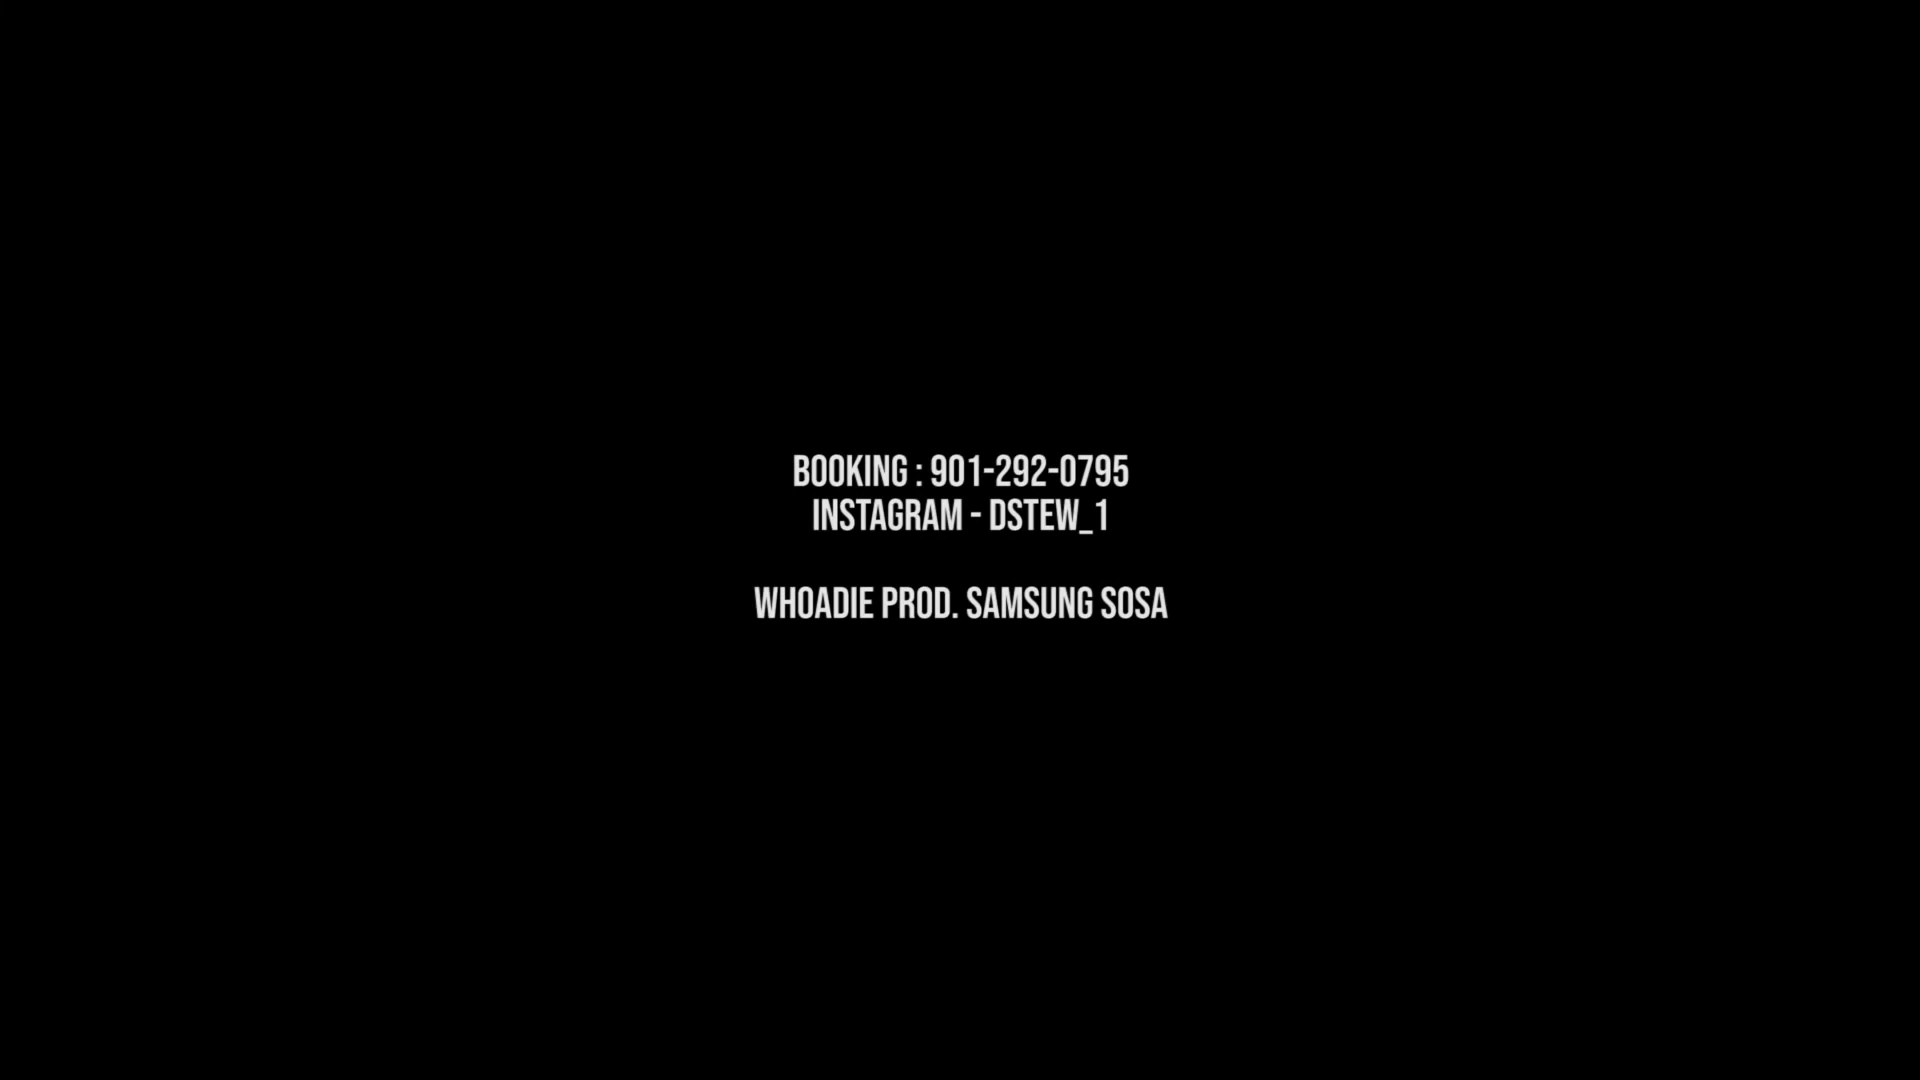 BOOKING : 901-292-0795
INSTAGRAM - DSTEW_1
WHOADIE PROD. SAMSUNG SOSA